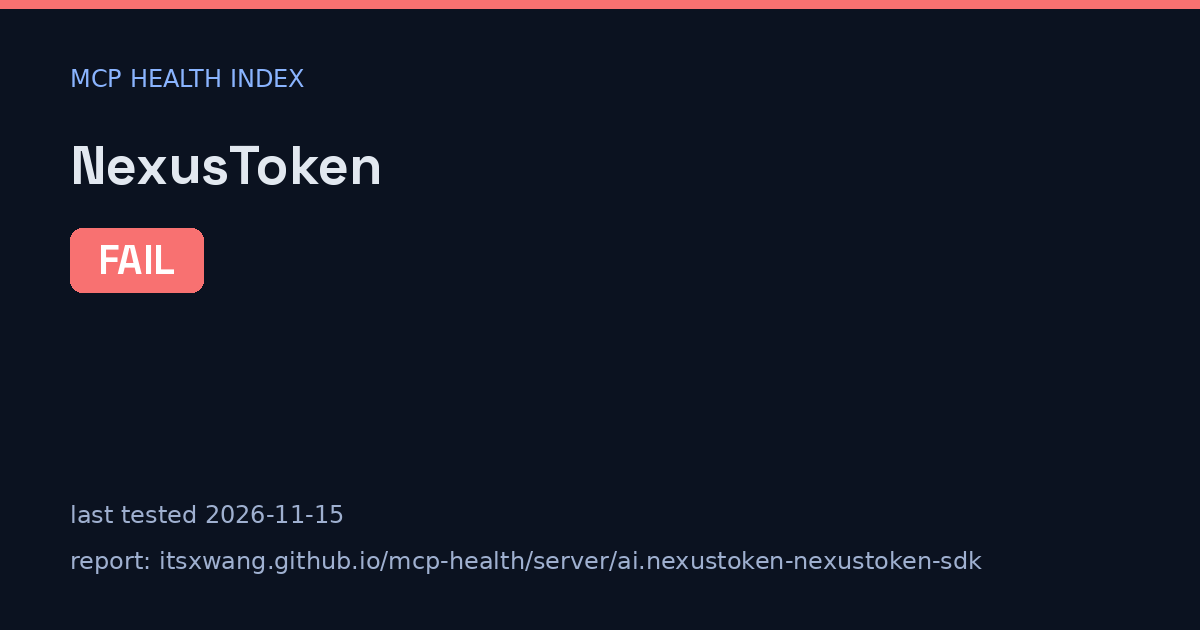 MCP HEALTH INDEX
NexusToken
FAIL
last tested 2026-11-15
report: itsxwang.github.io/mcp-health/server/ai.nexustoken-nexustoken-sdk